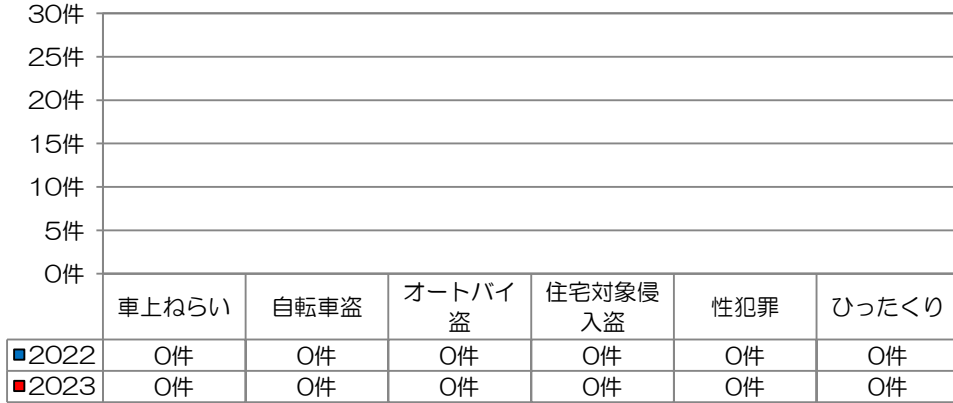 30件
25件
20件
15件
10件
5件
0件
車上ねらい 自転車盗 オートバイ盗 住宅対象侵入盗 性犯罪 ひったくり
■2022 0件 0件 0件 0件 0件 0件
■2023 0件 0件 0件 0件 0件 0件